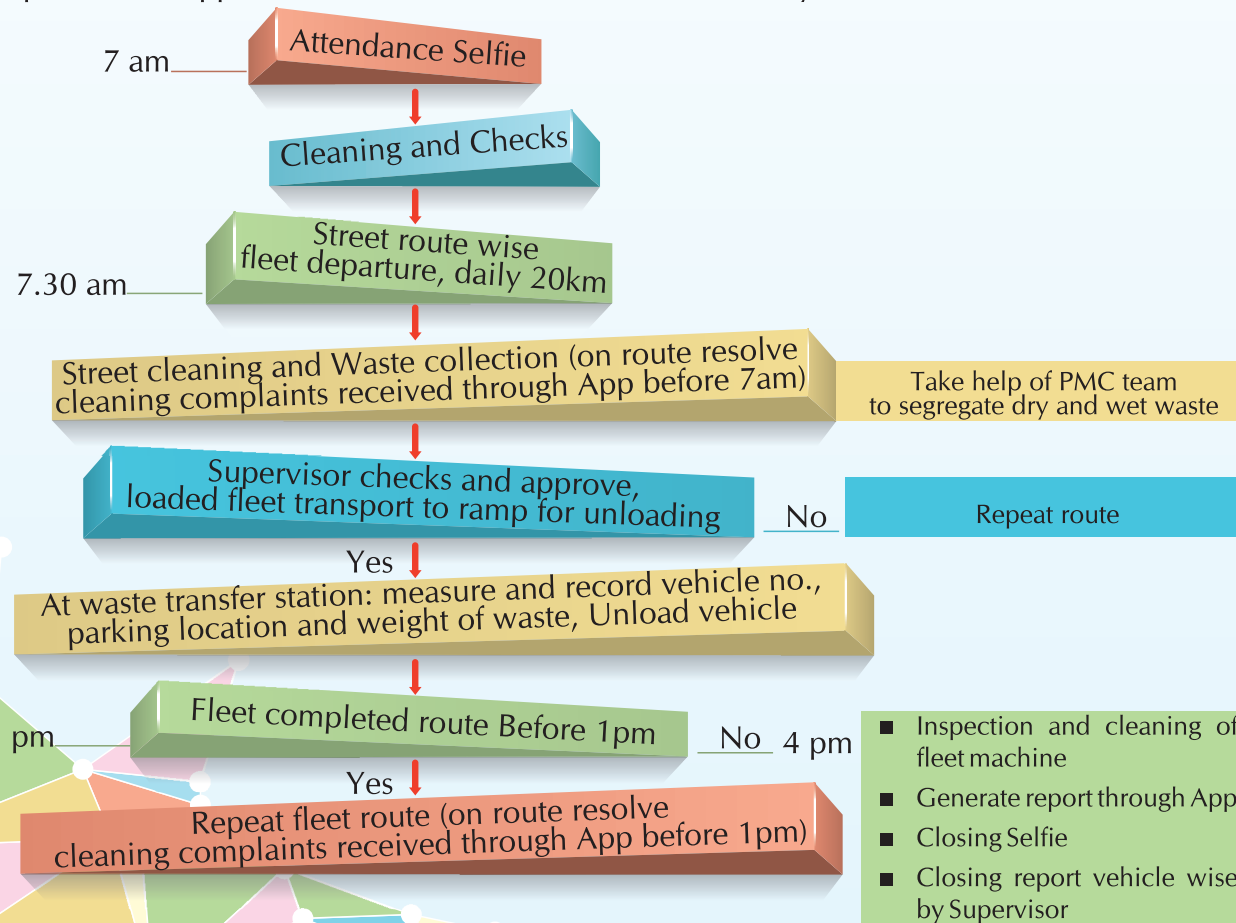 7 am
Attendance Selfie
Cleaning and Checks
7.30 am
Street route wise
fleet departure, daily 20km
Street cleaning and Waste collection (on route resolve
cleaning complaints received through App before 7am)
Take help of PMC team
to segregate dry and wet waste
Supervisor checks and approve,
loaded fleet transport to ramp for unloading
No
Repeat route
Yes
At waste transfer station: measure and record vehicle no.,
parking location and weight of waste, Unload vehicle
pm
Fleet completed route Before 1pm
No
4 pm
Inspection and cleaning of
fleet machine
Generate report through App
Closing Selfie
Closing report vehicle wise
by Supervisor
Yes
Repeat fleet route (on route resolve
cleaning complaints received through App before 1pm)